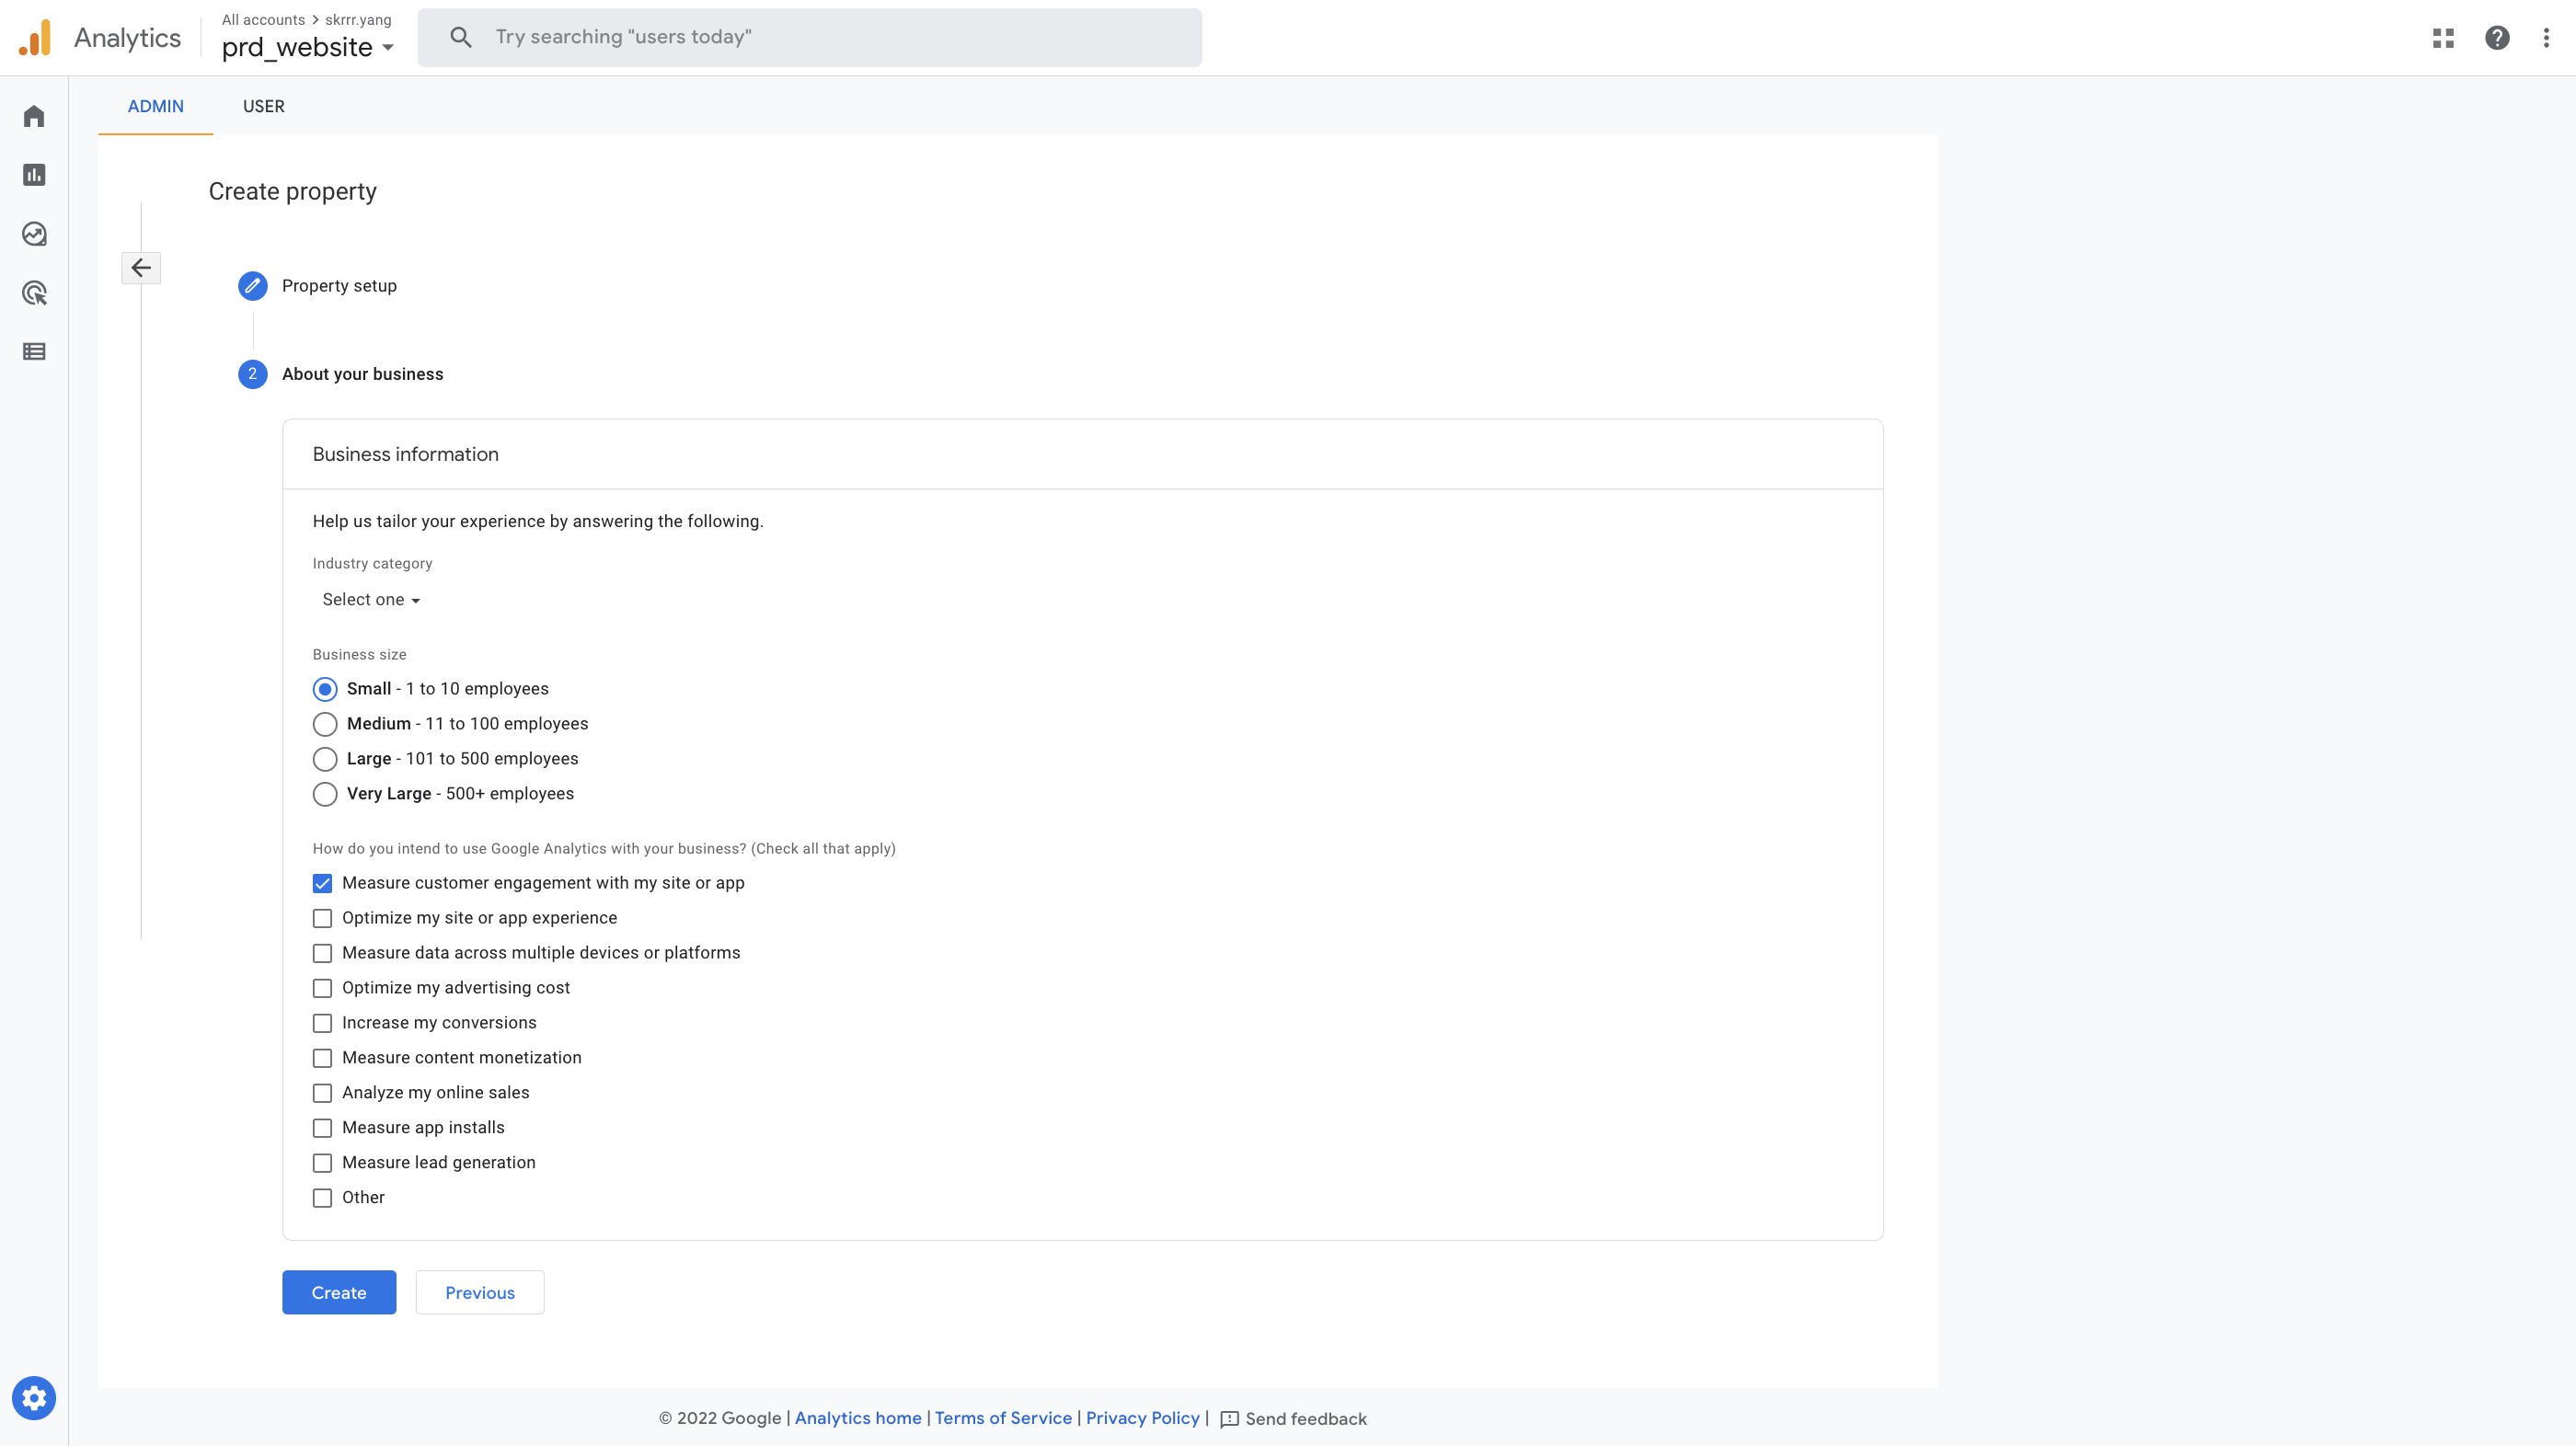 Analytics
All accounts > skrrr.yang
prd_website
Try searching "users today"
ADMIN
USER
Create property
Property setup
2
About your business
Business information
Help us tailor your experience by answering the following.
Industry category
Select one
Business size
Small - 1 to 10 employees
Medium - 11 to 100 employees
Large - 101 to 500 employees
Very Large - 500+ employees
How do you intend to use Google Analytics with your business? (Check all that apply)
Measure customer engagement with my site or app
Optimize my site or app experience
Measure data across multiple devices or platforms
Optimize my advertising cost
Increase my conversions
Measure content monetization
Analyze my online sales
Measure app installs
Measure lead generation
Other
Create
Previous
© 2022 Google | Analytics home | Terms of Service | Privacy Policy | Send feedback